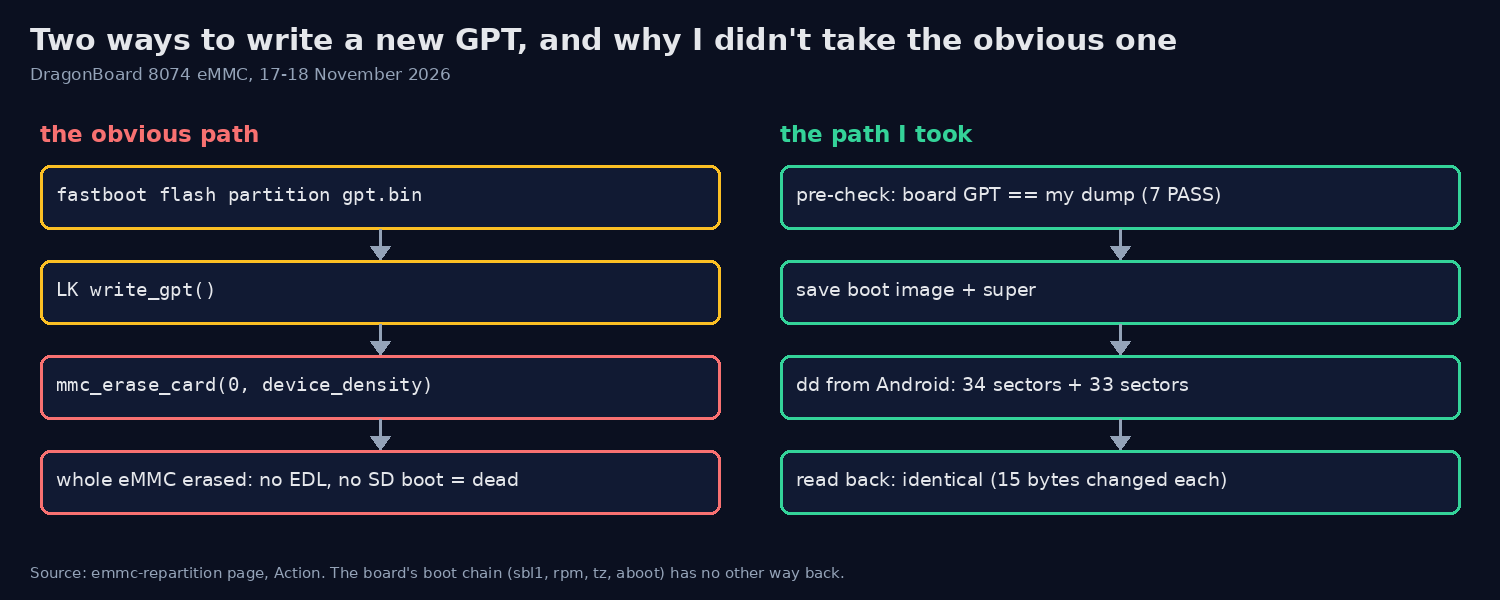 Two ways to write a new GPT, and why I didn't take the obvious one
DragonBoard 8074 eMMC, 17-18 November 2026
the obvious path
fastboot flash partition gpt.bin
LK write_gpt()
mmc_erase_card(0, device_density)
whole eMMC erased: no EDL, no SD boot = dead
the path I took
pre-check: board GPT == my dump (7 PASS)
save boot image + super
dd from Android: 34 sectors + 33 sectors
read back: identical (15 bytes changed each)
Source: emmc-repartition page, Action. The board's boot chain (sbl1, rpm, tz, aboot) has no other way back.